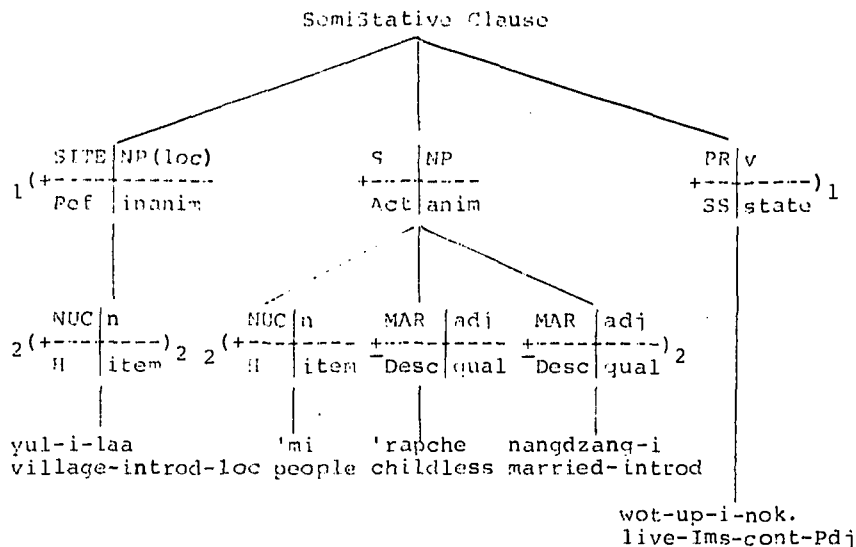 SemiStative Clause
SITE|NP(loc) S|NP PR|v
1(+ + + )1
Ref|inanim Act|anim SS|state
NUC|n NUC|n MAR|adj MAR|adj
2(+ )2 2(+ ± ± )2
H|item H|item Desc|qual Desc|qual
yul-i-laa 'mi 'rapche nangdzang-i
village-introd-loc people childless married-introd
wot-up-i-nok.
live-Ims-cont-Pdj